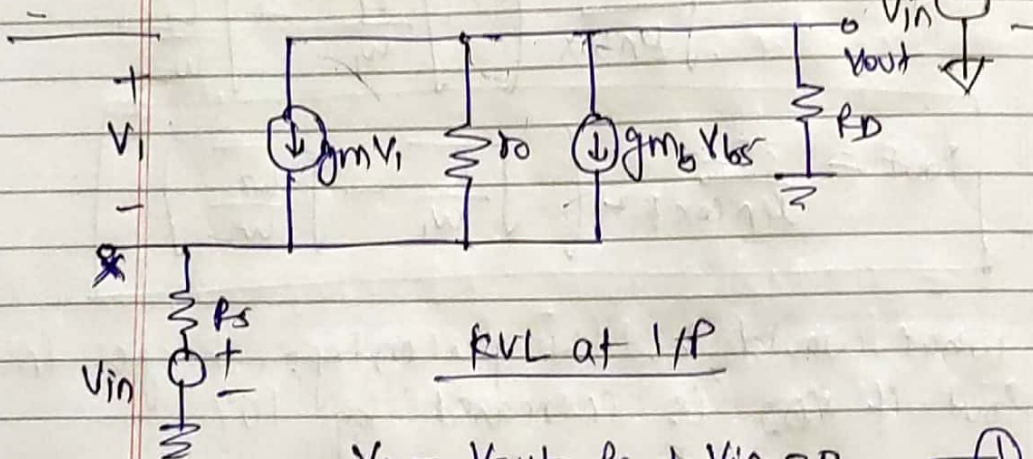 Vin
Vout
+
V1
-
gmV1
ro
gmb Vbs
RD
Rs
+
Vin
-
KVL at I/P